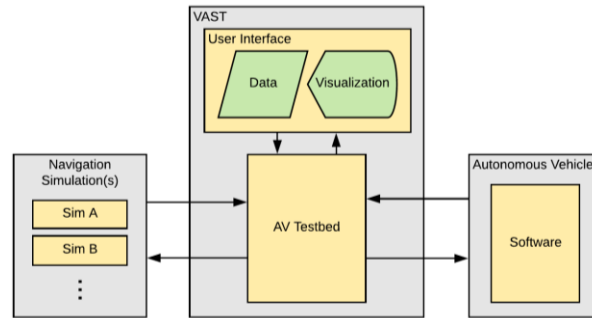 VAST
User Interface
Data
Visualization
Navigation
Simulation(s)
Sim A
Sim B
AV Testbed
Autonomous Vehicle
Software